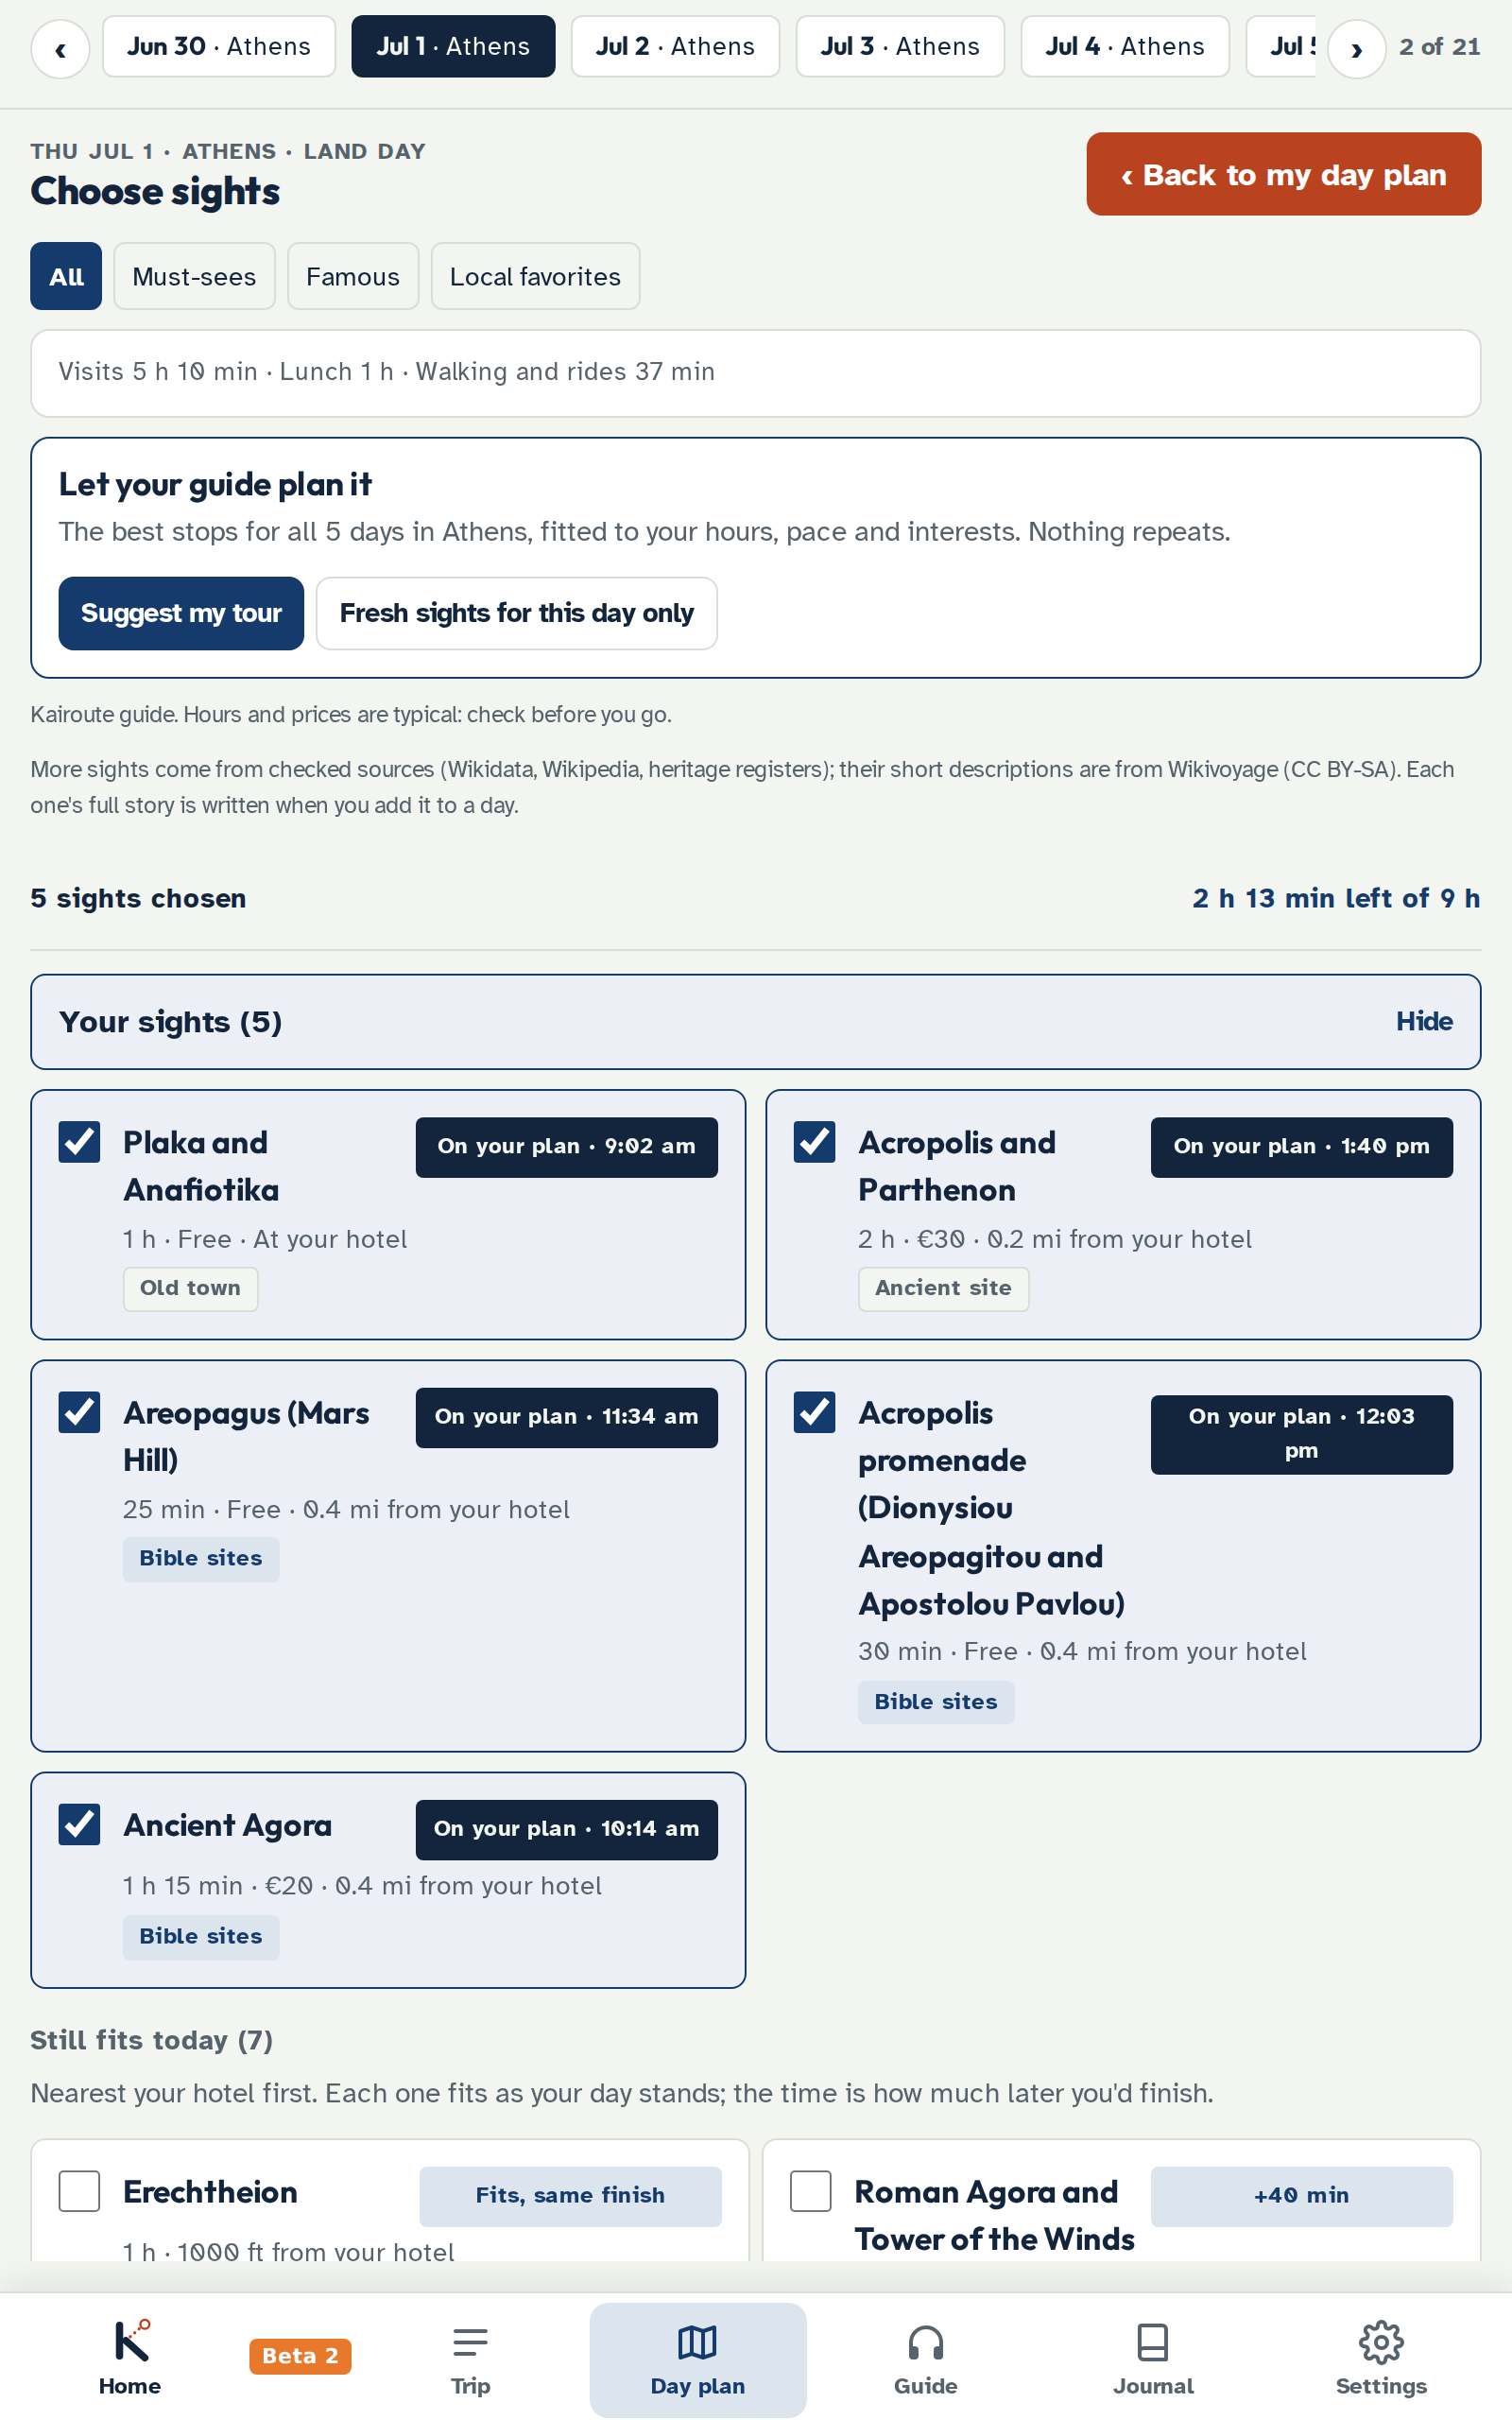 ‹
Jun 30 · Athens
Jul 1 · Athens
Jul 2 · Athens
Jul 3 · Athens
Jul 4 · Athens
Jul
›
2 of 21
THU JUL 1 · ATHENS · LAND DAY
Choose sights
‹ Back to my day plan
All
Must-sees
Famous
Local favorites
Visits 5 h 10 min · Lunch 1 h · Walking and rides 37 min
Let your guide plan it
The best stops for all 5 days in Athens, fitted to your hours, pace and interests. Nothing repeats.
Suggest my tour
Fresh sights for this day only
Kairoute guide. Hours and prices are typical: check before you go.
More sights come from checked sources (Wikidata, Wikipedia, heritage registers); their short descriptions are from Wikivoyage (CC BY-SA). Each
one's full story is written when you add it to a day.
5 sights chosen
2 h 13 min left of 9 h
Your sights (5)
Hide
Plaka and
Anafiotika
On your plan · 9:02 am
1 h · Free · At your hotel
Old town
Acropolis and
Parthenon
On your plan · 1:40 pm
2 h · €30 · 0.2 mi from your hotel
Ancient site
Areopagus (Mars
Hill)
On your plan · 11:34 am
25 min · Free · 0.4 mi from your hotel
Bible sites
Acropolis
promenade
(Dionysiou
Areopagitou and
Apostolou Pavlou)
On your plan · 12:03
pm
30 min · Free · 0.4 mi from your hotel
Bible sites
Ancient Agora
On your plan · 10:14 am
1 h 15 min · €20 · 0.4 mi from your hotel
Bible sites
Still fits today (7)
Nearest your hotel first. Each one fits as your day stands; the time is how much later you'd finish.
Erechtheion
Fits, same finish
1 h · 1000 ft from your hotel
Roman Agora and
Tower of the Winds
+40 min
Home
Beta 2
Trip
Day plan
Guide
Journal
Settings